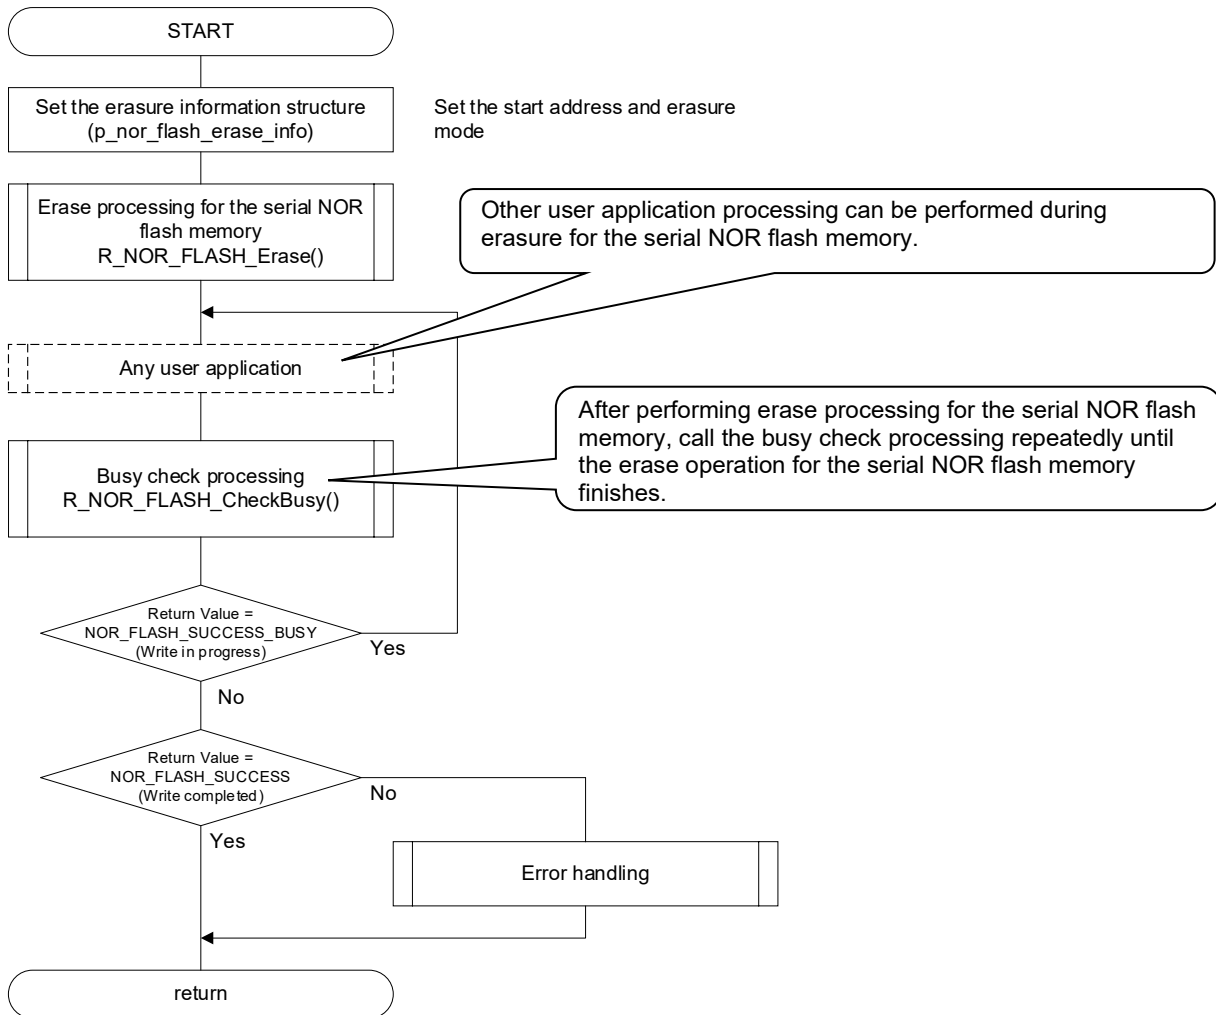 START
Set the erasure information structure
(p_nor_flash_erase_info)
Set the start address and erasure
mode
Erase processing for the serial NOR
flash memory
R_NOR_FLASH_Erase()
Other user application processing can be performed during
erasure for the serial NOR flash memory.
Any user application
After performing erase processing for the serial NOR flash
memory, call the busy check processing repeatedly until
the erase operation for the serial NOR flash memory
finishes.
Busy check processing
R_NOR_FLASH_CheckBusy()
Return Value =
NOR_FLASH_SUCCESS_BUSY
(Write in progress)
Yes
No
Return Value =
NOR_FLASH_SUCCESS
(Write completed)
No
Yes
Error handling
return